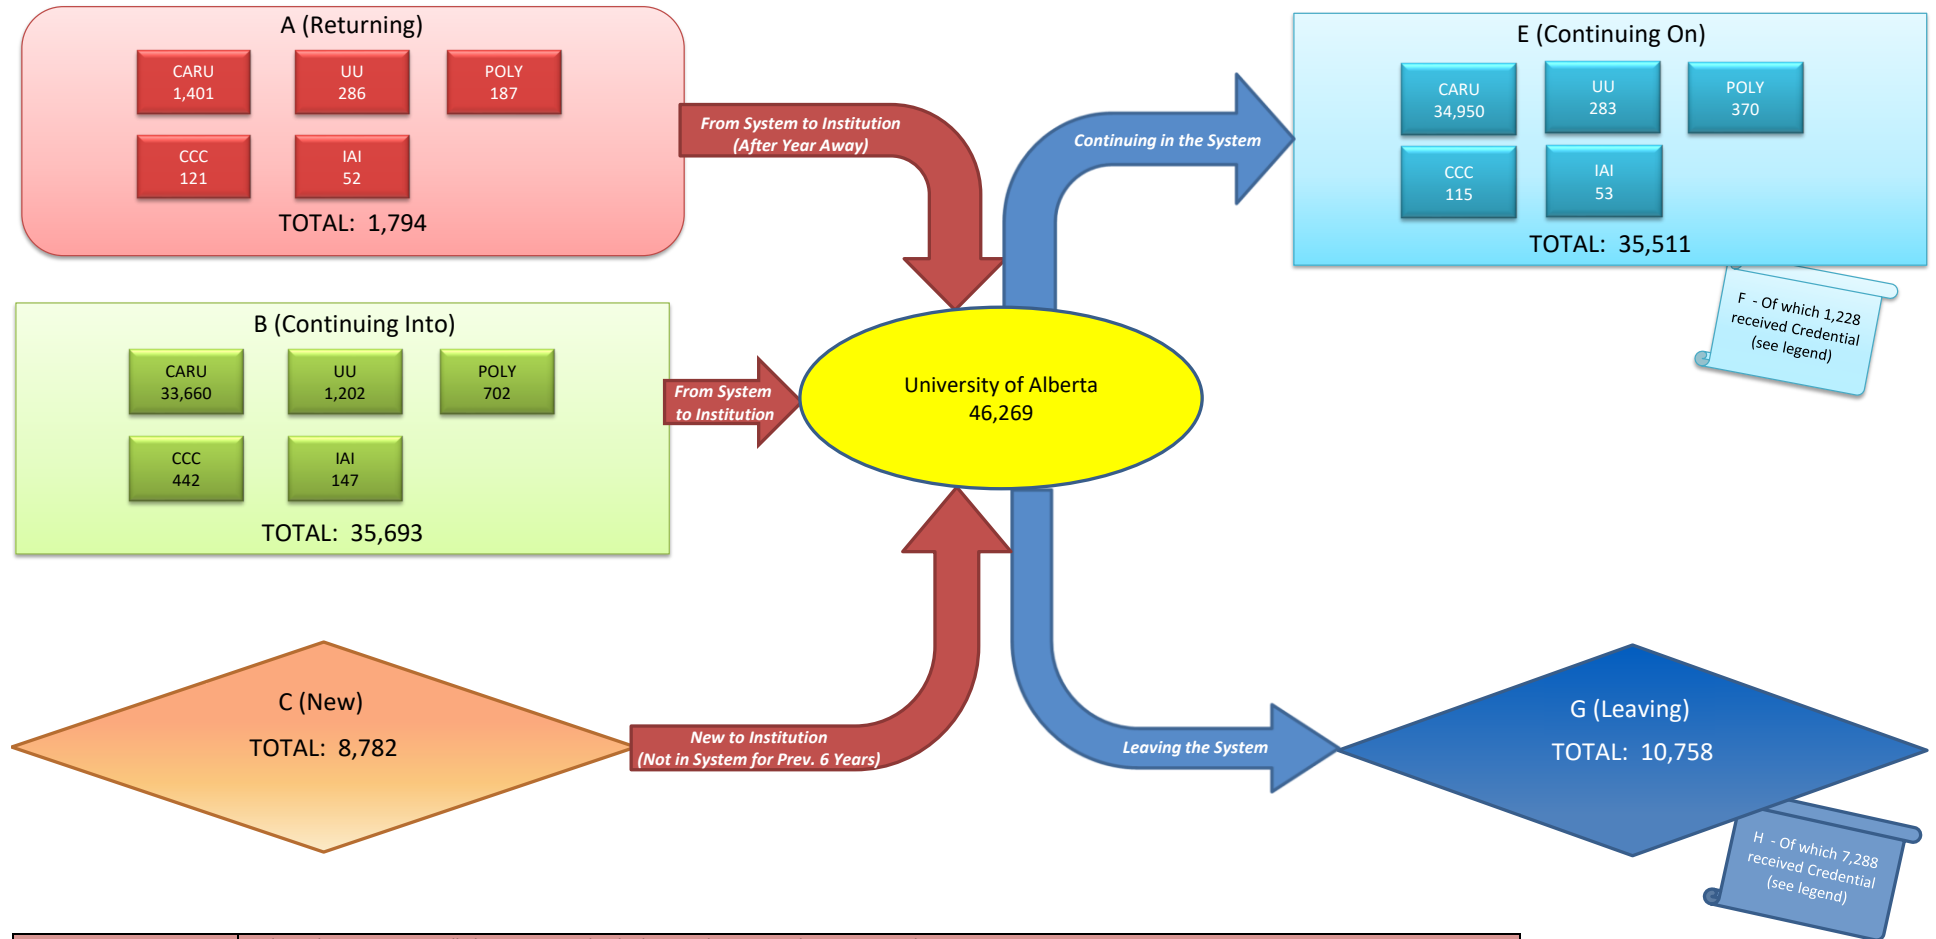 A (Returning)
CARU
1,401
UU
286
POLY
187
CCC
121
IAI
52
TOTAL: 1,794
From System to Institution
(After Year Away)
Continuing in the System
E (Continuing On)
CARU
34,950
UU
283
POLY
370
CCC
115
IAI
53
TOTAL: 35,511
F - Of which 1,228
received Credential
(see legend)
B (Continuing Into)
CARU
33,660
UU
1,202
POLY
702
CCC
442
IAI
147
TOTAL: 35,693
From System
to Institution
University of Alberta
46,269
C (New)
TOTAL: 8,782
New to Institution
(Not in System for Prev. 6 Years)
Leaving the System
G (Leaving)
TOTAL: 10,758
H - Of which 7,288
received Credential
(see legend)